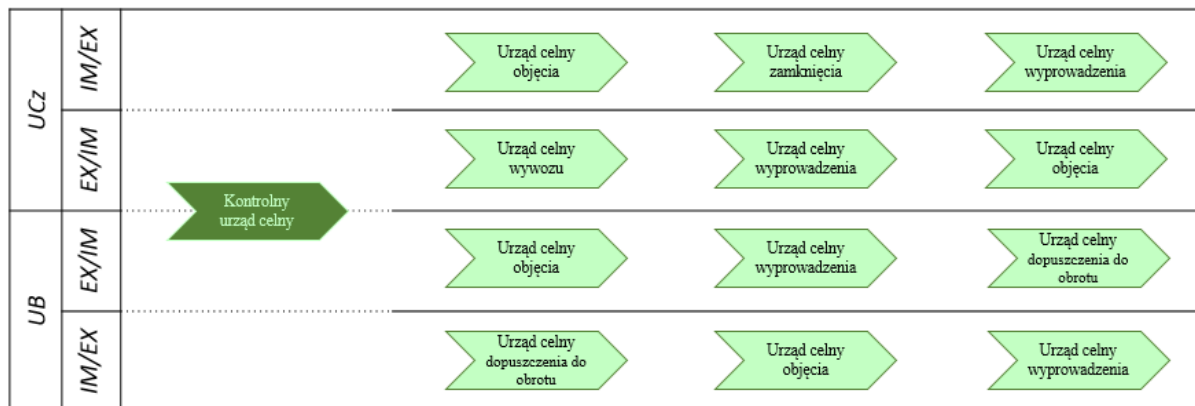 UCz
IM/EX
Urząd celny
objęcia
Urząd celny
zamknięcia
Urząd celny
wyprowadzenia
EX/IM
Urząd celny
wywozu
Urząd celny
wyprowadzenia
Urząd celny
objęcia
Kontrolny
urząd celny
UB
EX/IM
Urząd celny
objęcia
Urząd celny
wyprowadzenia
Urząd celny
dopuszczenia do
obrotu
IM/EX
Urząd celny
dopuszczenia do
obrotu
Urząd celny
objęcia
Urząd celny
wyprowadzenia